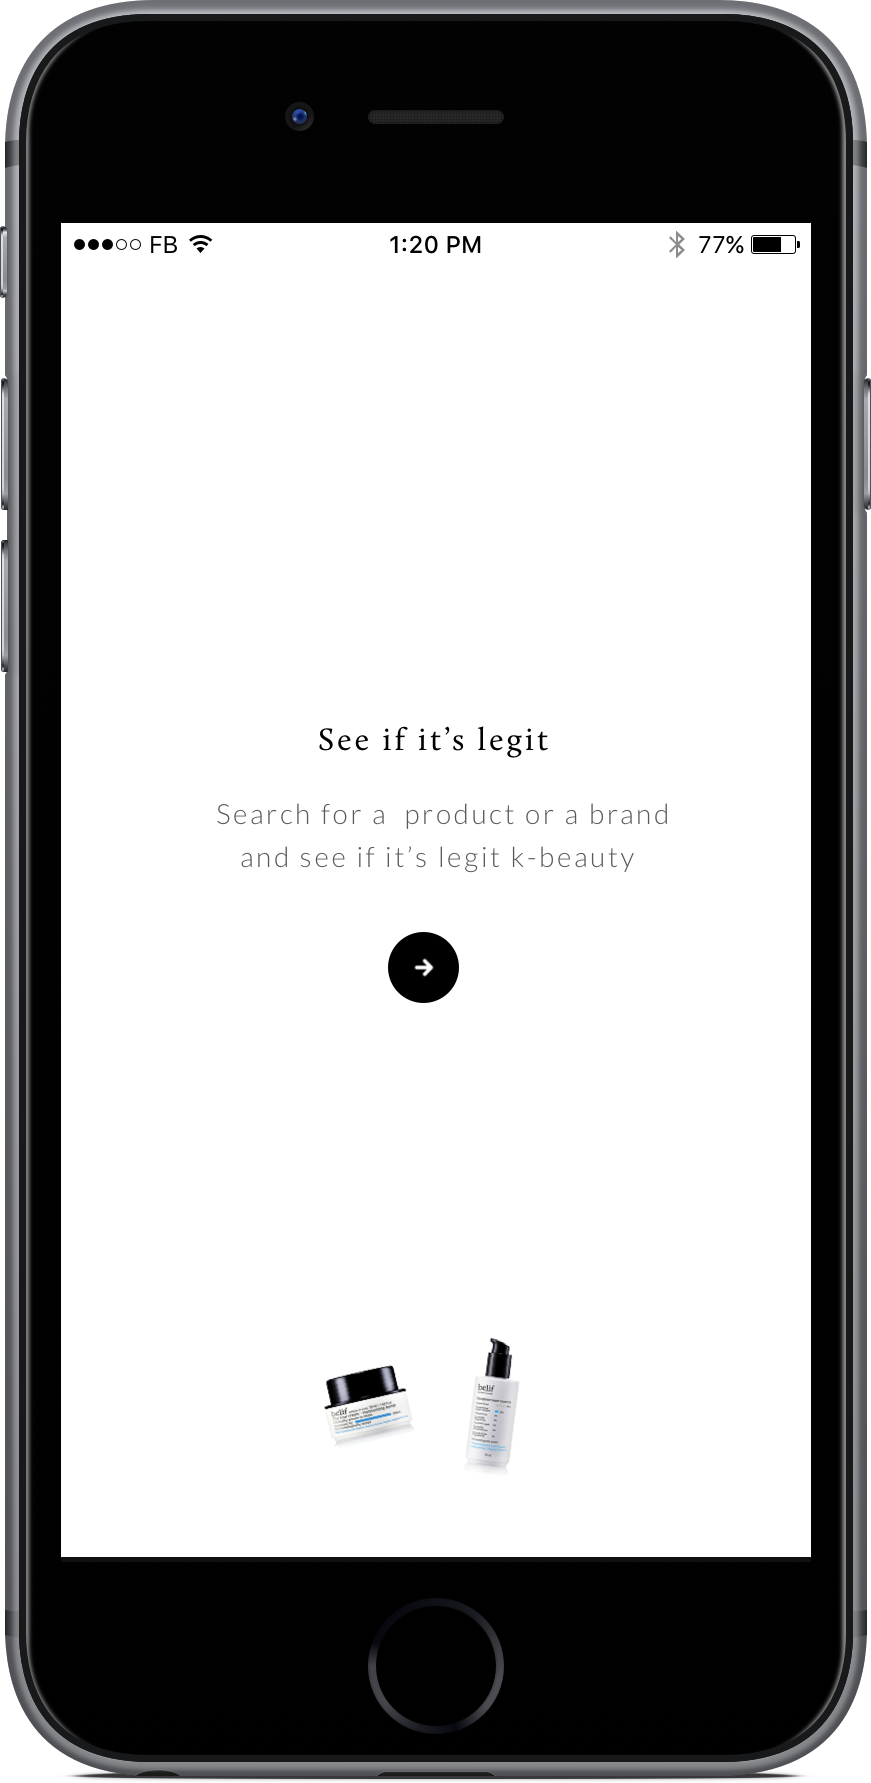 FB 1:20 PM 77%
See if it’s legit
Search for a  product or a brand
and see if it’s legit k-beauty
belif
belif